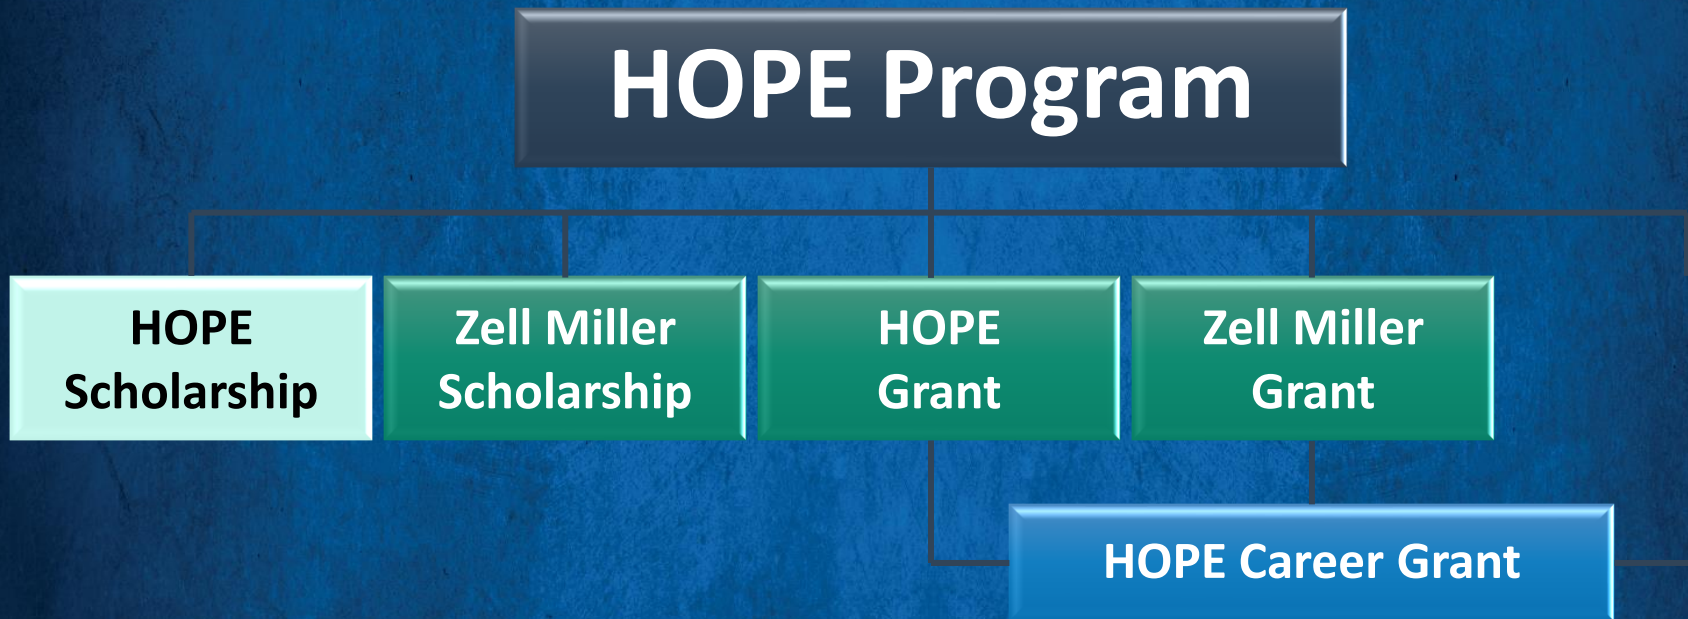 HOPE Program
HOPE
Scholarship
Zell Miller
Scholarship
HOPE
Grant
Zell Miller
Grant
HOPE Career Grant